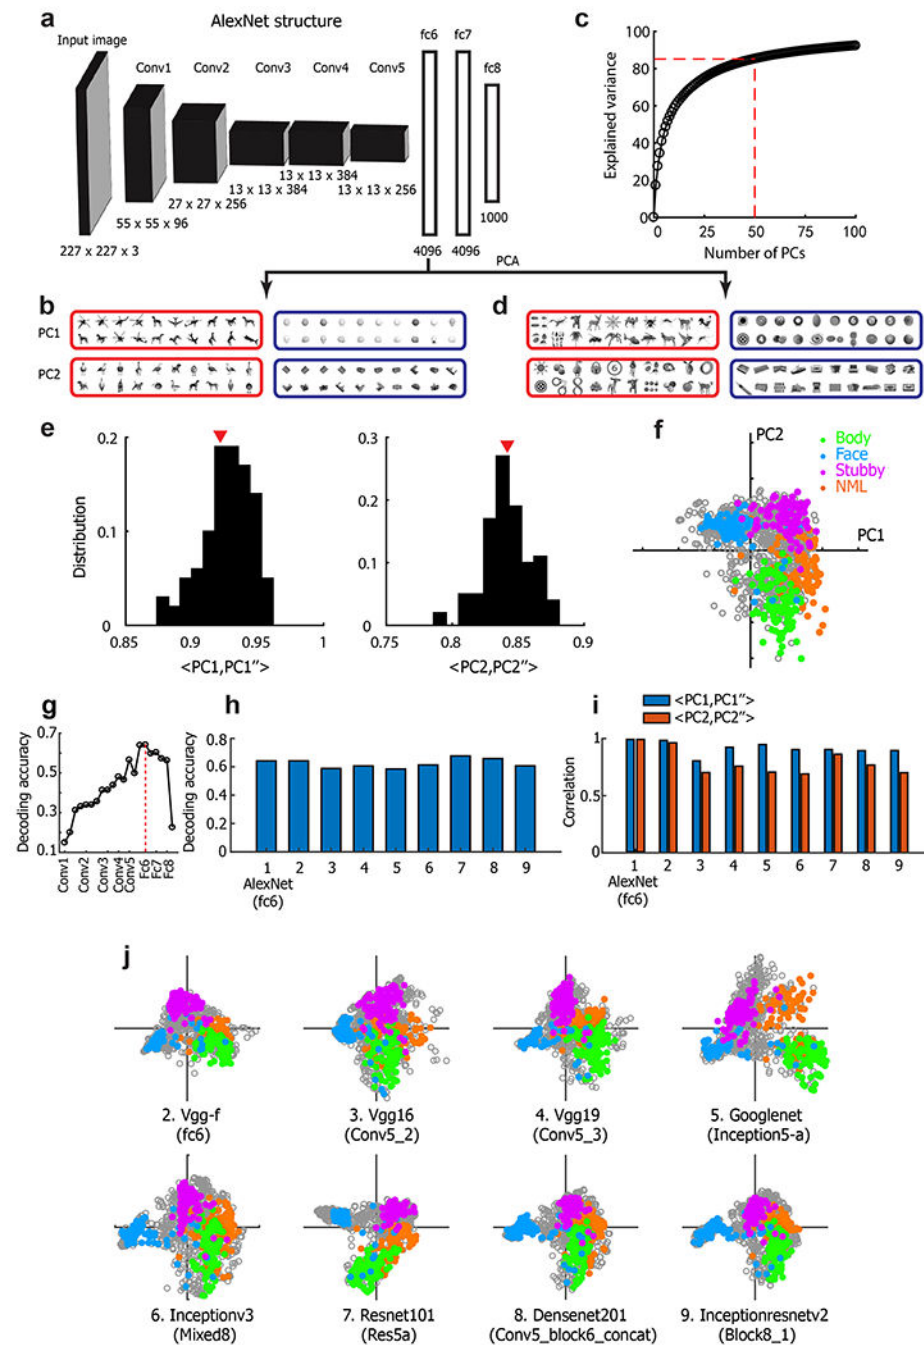 a
AlexNet structure
Input image
Conv1
Conv2
Conv3
Conv4
Conv5
fc6
fc7
fc8
227 x 227 x 3
55 x 55 x 96
27 x 27 x 256
13 x 13 x 384
13 x 13 x 384
13 x 13 x 256
4096
4096
1000
PCA
c
Explained variance
100
80
60
40
20
0
0
25
50
75
100
Number of PCs
b
PC1
PC2
d
e
Distribution
0.2
0.1
0
0.85
0.9
0.95
1
<PC1,PC1″>
0.3
0.2
0.1
0
0.7
0.8
0.85
0.9
<PC2,PC2″>
f
PC2
PC1
Body
Face
Stubby
NML
g
Decoding accuracy
0.7
0.5
0.3
0.1
Conv1
Conv2
Conv3
Conv4
Conv5
Fc6
Fc7
Fc8
h
Decoding accuracy
0.8
0.6
0.4
0.2
0
1 2 3 4 5 6 7 8 9
AlexNet
(fc6)
i
<PC1,PC1″>
<PC2,PC2″>
Correlation
1
0.5
0
1 2 3 4 5 6 7 8 9
AlexNet
(fc6)
j
2. Vgg-f
(fc6)
3. Vgg16
(Conv5_2)
4. Vgg19
(Conv5_3)
5. Googlenet
(Inception5-a)
6. Inceptionv3
(Mixed8)
7. Resnet101
(Res5a)
8. Densenet201
(Conv5_block6_concat)
9. Inceptionresnetv2
(Block8_1)